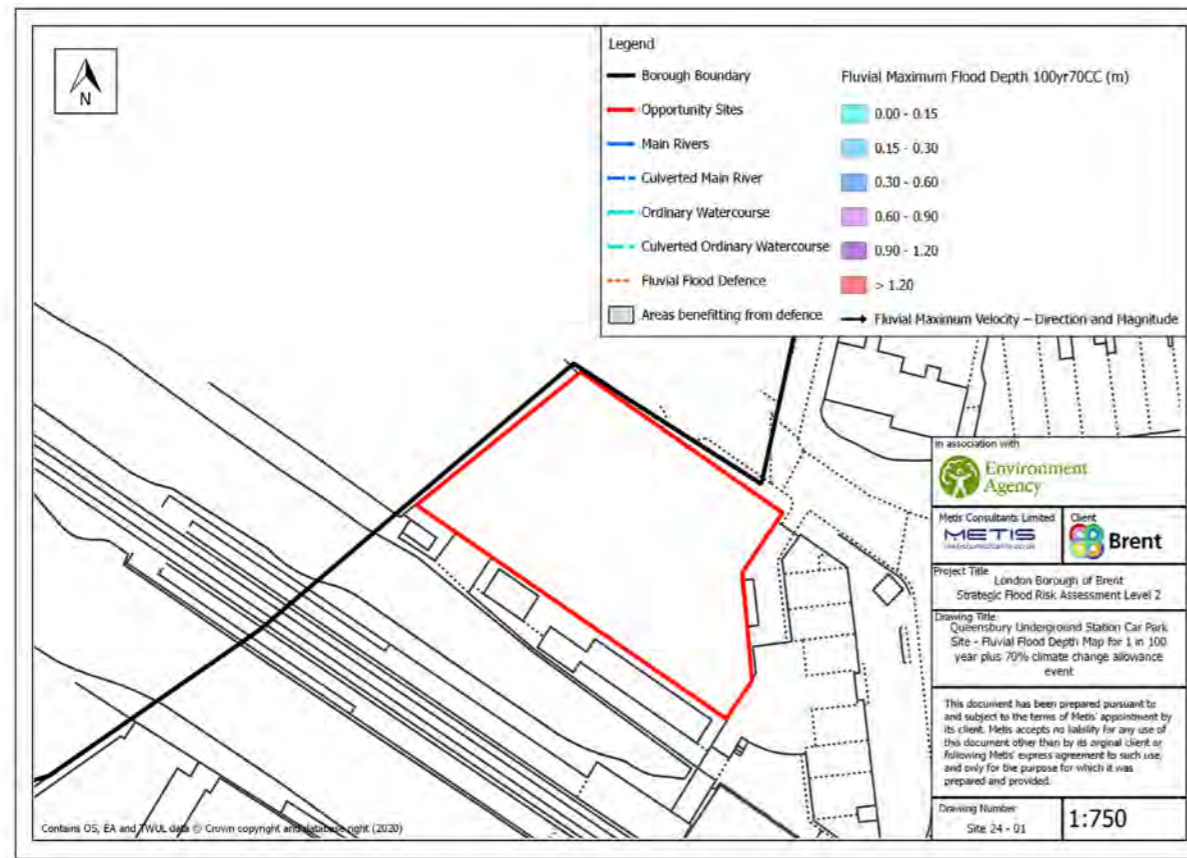 N
Legend
Borough Boundary
Opportunity Sites
Main Rivers
Culverted Main River
Ordinary Watercourse
Culverted Ordinary Watercourse
Fluvial Flood Defence
Areas benefitting from defence
Fluvial Maximum Flood Depth 100yr70CC (m)
0.00 - 0.15
0.15 - 0.30
0.30 - 0.60
0.60 - 0.90
0.90 - 1.20
> 1.20
Fluvial Maximum Velocity – Direction and Magnitude
In association with
Environment
Agency
Metis Consultants Limited
METIS
metisconsultants.co.uk
Client
Brent
Project Title
London Borough of Brent
Strategic Flood Risk Assessment Level 2
Drawing Title
Queensbury Underground Station Car Park
Site - Fluvial Flood Depth Map for 1 in 100
year plus 70% climate change allowance
event
This document has been prepared pursuant to
and subject to the terms of Metis' appointment by
its client. Metis accepts no liability for any use of
this document other than by its orginal client or
following Metis' express agreement to such use,
and only for the purpose for which it was
prepared and provided.
Drawing Number
Site 24 - 01
1:750
Contains OS, EA and TWUL data © Crown copyright and database right (2020)